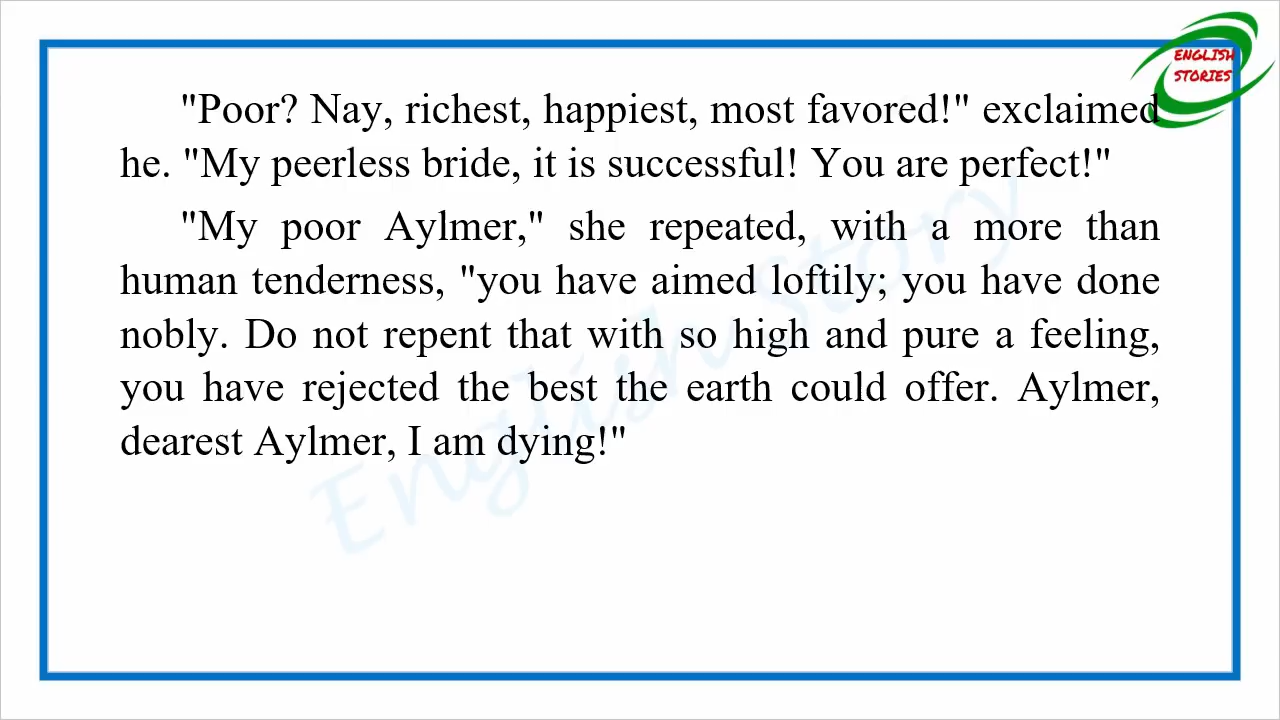 ENGLISH
STORIES
"Poor? Nay, richest, happiest, most favored!" exclaimed
he. "My peerless bride, it is successful! You are perfect!"
"My poor Aylmer," she repeated, with a more than
human tenderness, "you have aimed loftily; you have done
nobly. Do not repent that with so high and pure a feeling,
you have rejected the best the earth could offer. Aylmer,
dearest Aylmer, I am dying!"
English Story